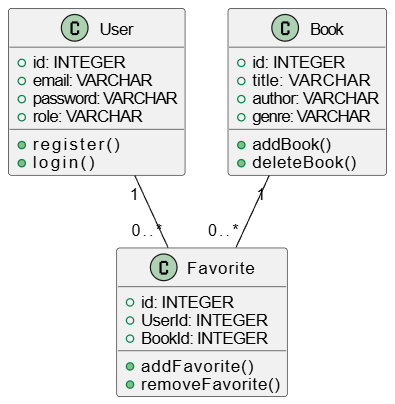 C User
id: INTEGER
email: VARCHAR
password: VARCHAR
role: VARCHAR
register()
login()
C Book
id: INTEGER
title: VARCHAR
author: VARCHAR
genre: VARCHAR
addBook()
deleteBook()
1
1
0..*
0..*
C Favorite
id: INTEGER
UserId: INTEGER
BookId: INTEGER
addFavorite()
removeFavorite()